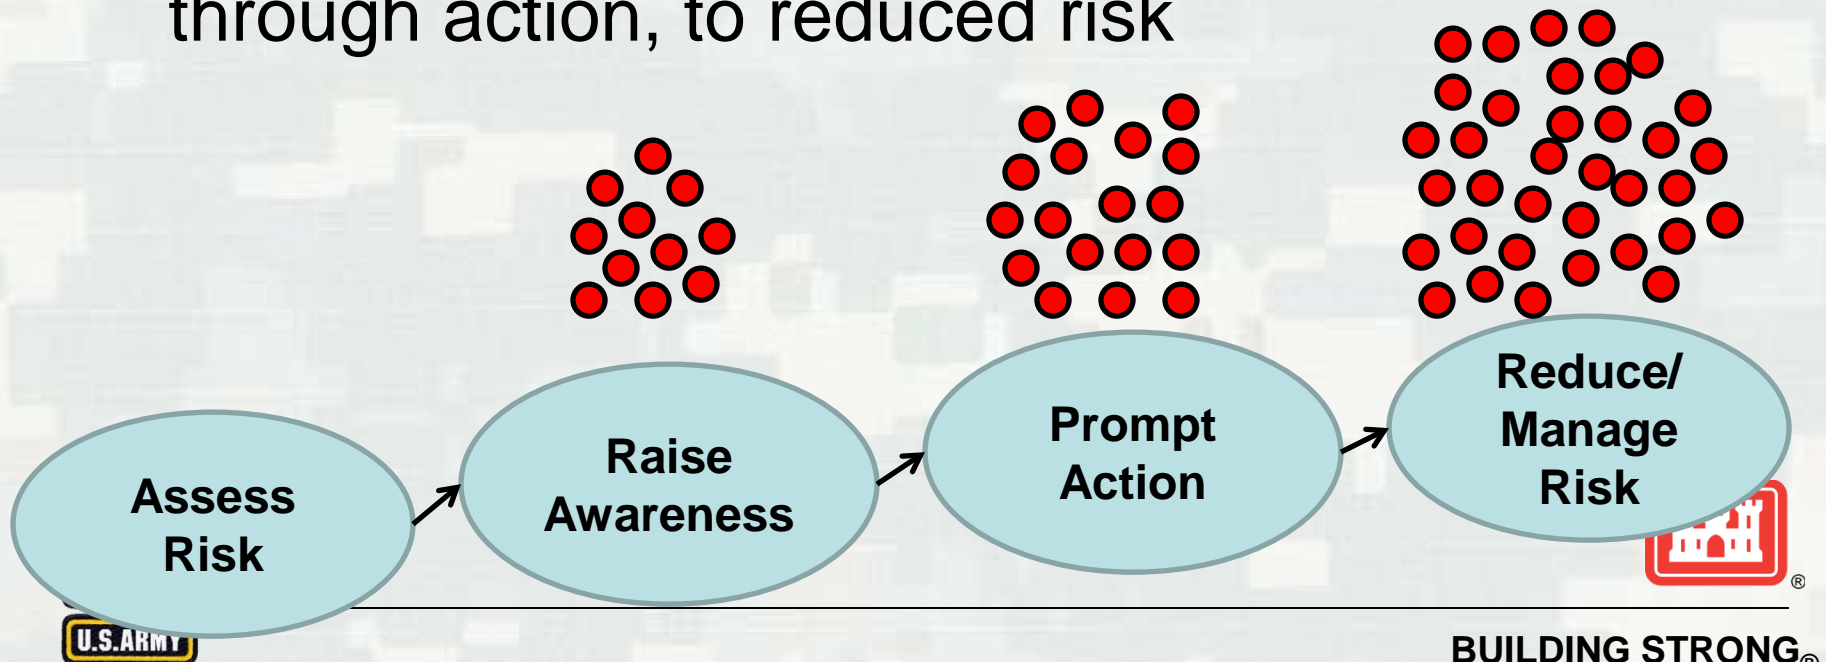 through action, to reduced risk
Assess
Risk
Raise
Awareness
Prompt
Action
Reduce/
Manage
Risk
®
U.S.ARMY
BUILDING STRONG®